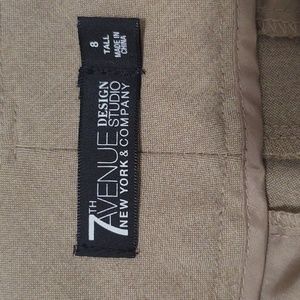 7TH
AVENUE DESIGN
STUDIO
NEW YORK & COMPANY
8
TALL
MADE IN
CHINA